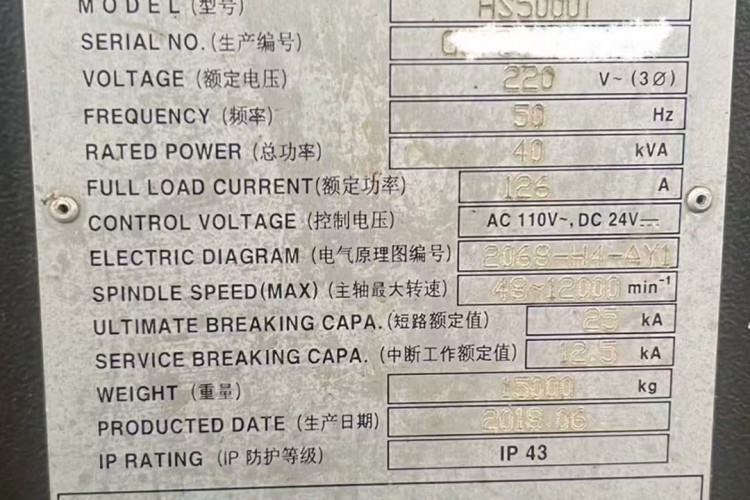 MODEL (型号) HS5000T
SERIAL NO. (生产编号)
VOLTAGE (额定电压) 220 V~ (3Ø)
FREQUENCY (频率) 50 Hz
RATED POWER (总功率) 40 kVA
FULL LOAD CURRENT(额定功率) 126 A
CONTROL VOLTAGE (控制电压) AC 110V~, DC 24V⎓
ELECTRIC DIAGRAM (电气原理图编号) 2068-H4-4Y1
SPINDLE SPEED(MAX) (主轴最大转速) 48~12000 min⁻¹
ULTIMATE BREAKING CAPA. (短路额定值) 25 kA
SERVICE BREAKING CAPA. (中断工作额定值) 12.5 kA
WEIGHT (重量) 15000 kg
PRODUCTED DATE (生产日期) 2018.06
IP RATING (IP 防护等级) IP 43